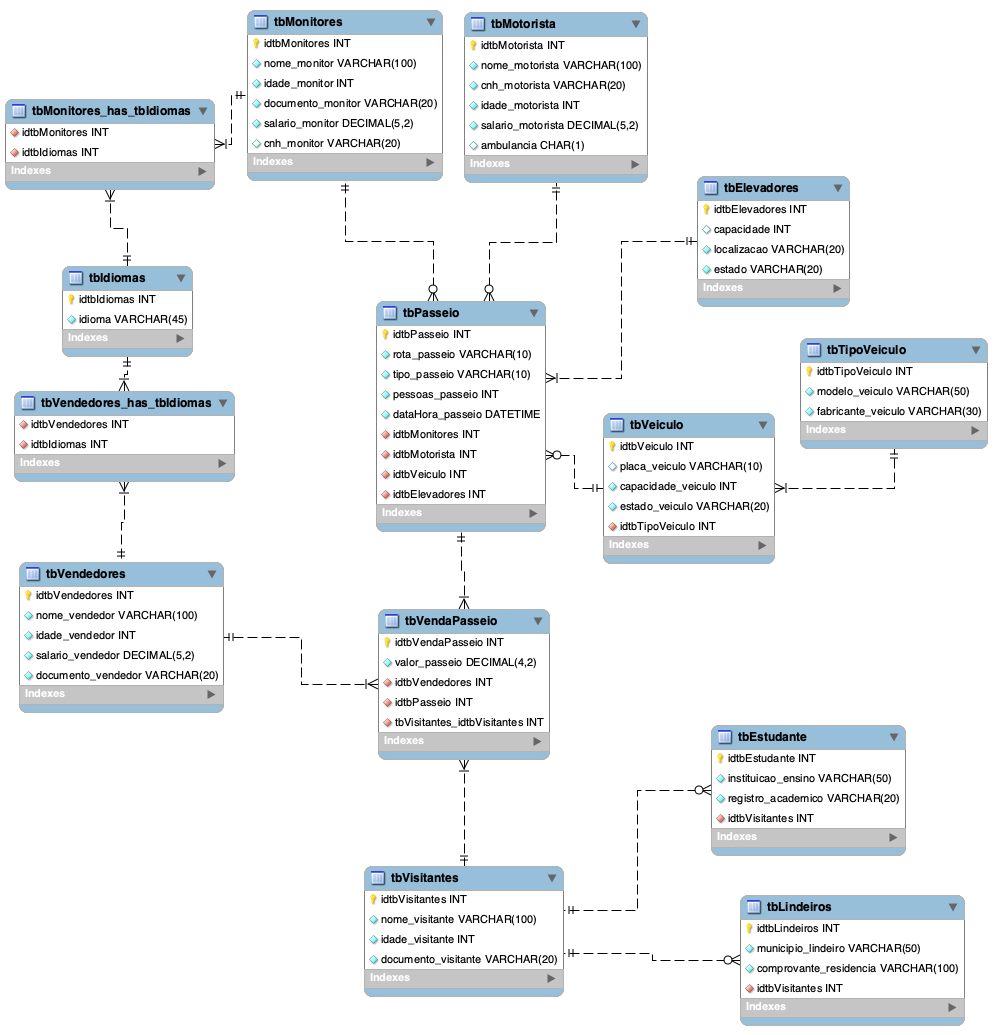 tbMonitores
idtbMonitores INT
nome_monitor VARCHAR(100)
idade_monitor INT
documento_monitor VARCHAR(20)
salario_monitor DECIMAL(5,2)
cnh_monitor VARCHAR(20)
Indexes
tbMotorista
idtbMotorista INT
nome_motorista VARCHAR(100)
cnh_motorista VARCHAR(20)
idade_motorista INT
salario_motorista DECIMAL(5,2)
ambulancia CHAR(1)
Indexes
tbMonitores_has_tbIdiomas
idtbMonitores INT
idtbIdiomas INT
Indexes
tbElevadores
idtbElevadores INT
capacidade INT
localizacao VARCHAR(20)
estado VARCHAR(20)
Indexes
tbIdiomas
idtbIdiomas INT
idioma VARCHAR(45)
Indexes
tbPasseio
idtbPasseio INT
rota_passeio VARCHAR(10)
tipo_passeio VARCHAR(10)
pessoas_passeio INT
dataHora_passeio DATETIME
idtbMonitores INT
idtbMotorista INT
idtbVeiculo INT
idtbElevadores INT
Indexes
tbTipoVeiculo
idtbTipoVeiculo INT
modelo_veiculo VARCHAR(50)
fabricante_veiculo VARCHAR(30)
Indexes
tbVendedores_has_tbIdiomas
idtbVendedores INT
idtbIdiomas INT
Indexes
tbVeiculo
idtbVeiculo INT
placa_veiculo VARCHAR(10)
capacidade_veiculo INT
estado_veiculo VARCHAR(20)
idtbTipoVeiculo INT
Indexes
tbVendedores
idtbVendedores INT
nome_vendedor VARCHAR(100)
idade_vendedor INT
salario_vendedor DECIMAL(5,2)
documento_vendedor VARCHAR(20)
Indexes
tbVendaPasseio
idtbVendaPasseio INT
valor_passeio DECIMAL(4,2)
idtbVendedores INT
idtbPasseio INT
tbVisitantes_idtbVisitantes INT
Indexes
tbEstudante
idtbEstudante INT
instituicao_ensino VARCHAR(50)
registro_academico VARCHAR(20)
idtbVisitantes INT
Indexes
tbVisitantes
idtbVisitantes INT
nome_visitante VARCHAR(100)
idade_visitante INT
documento_visitante VARCHAR(20)
Indexes
tbLindeiros
idtbLindeiros INT
municipio_lindeiro VARCHAR(50)
comprovante_residencia VARCHAR(100)
idtbVisitantes INT
Indexes